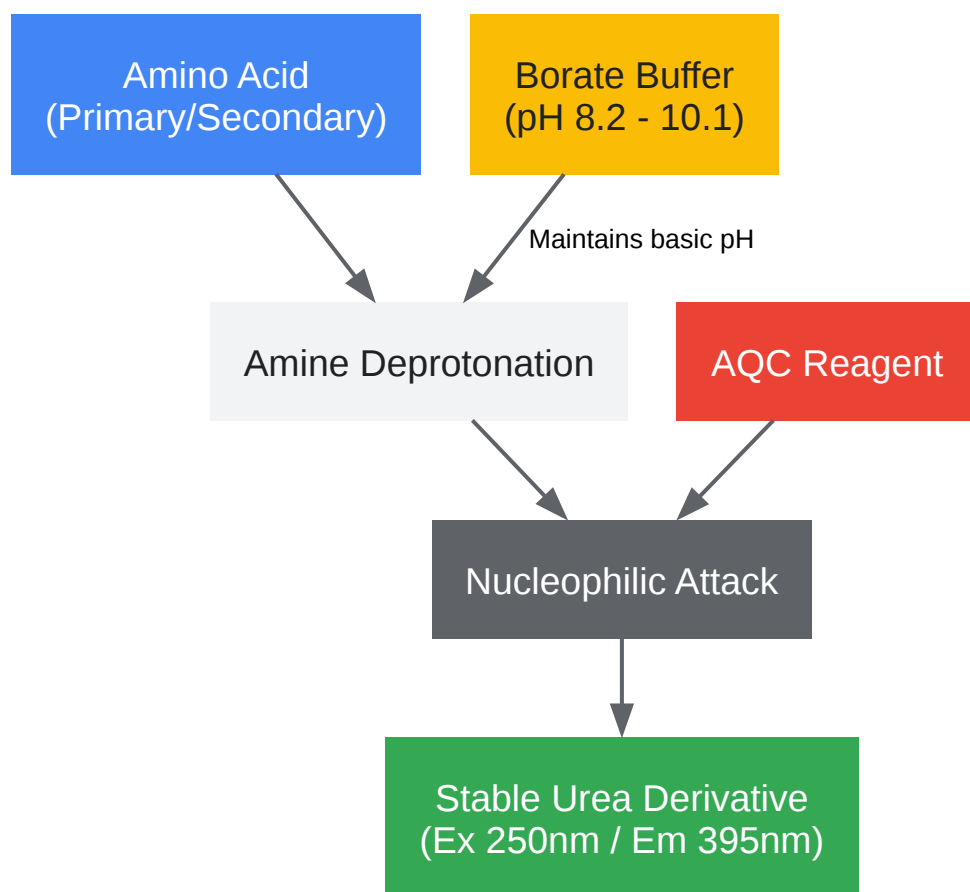 Amino Acid
(Primary/Secondary)
Borate Buffer
(pH 8.2 - 10.1)
Maintains basic pH
Amine Deprotonation
AQC Reagent
Nucleophilic Attack
Stable Urea Derivative
(Ex 250nm / Em 395nm)